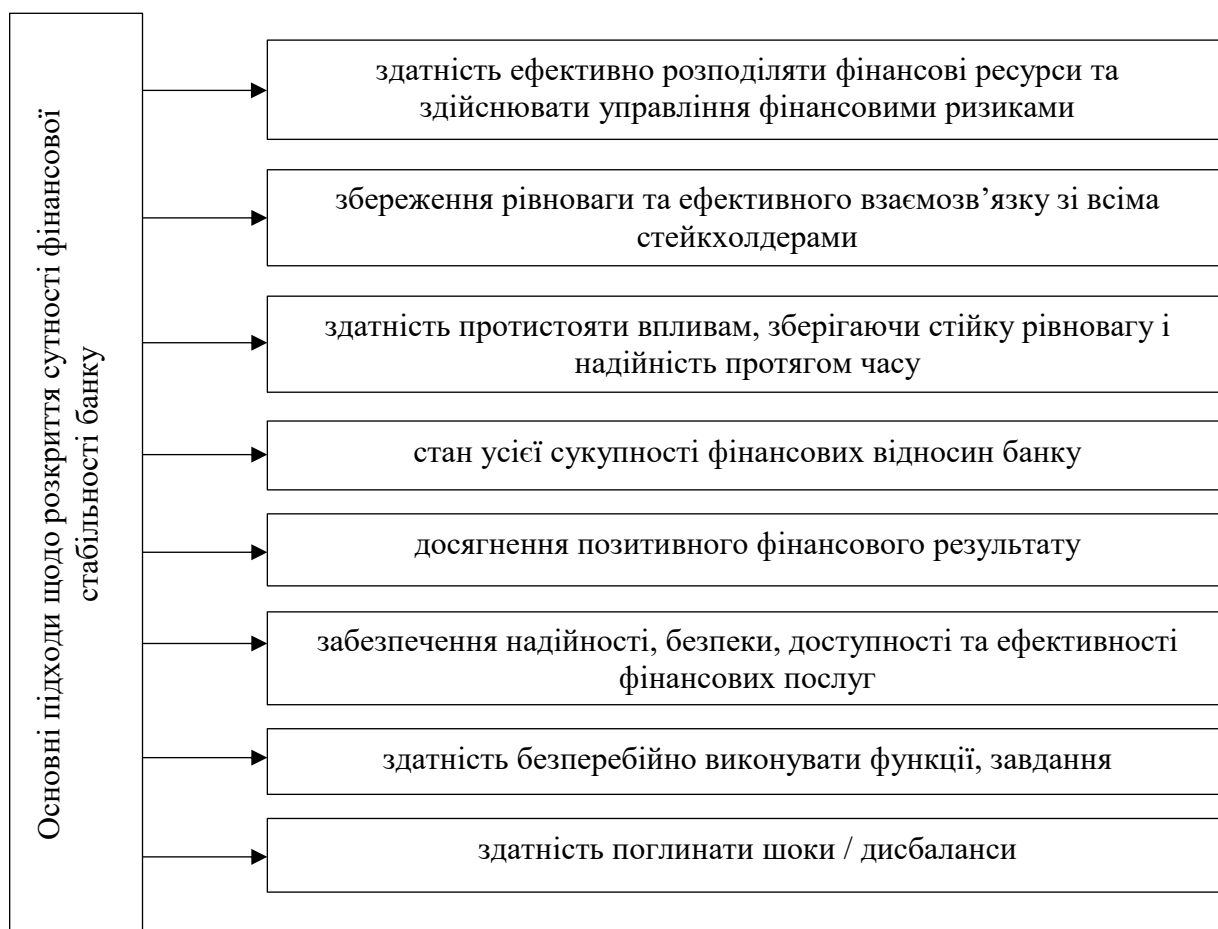 Основні підходи щодо розкриття сутності фінансової
стабільності банку
здатність ефективно розподіляти фінансові ресурси та
здійснювати управління фінансовими ризиками
збереження рівноваги та ефективного взаємозв’язку зі всіма
стейкхолдерами
здатність протистояти впливам, зберігаючи стійку рівновагу і
надійність протягом часу
стан усієї сукупності фінансових відносин банку
досягнення позитивного фінансового результату
забезпечення надійності, безпеки, доступності та ефективності
фінансових послуг
здатність безперебійно виконувати функції, завдання
здатність поглинати шоки / дисбаланси